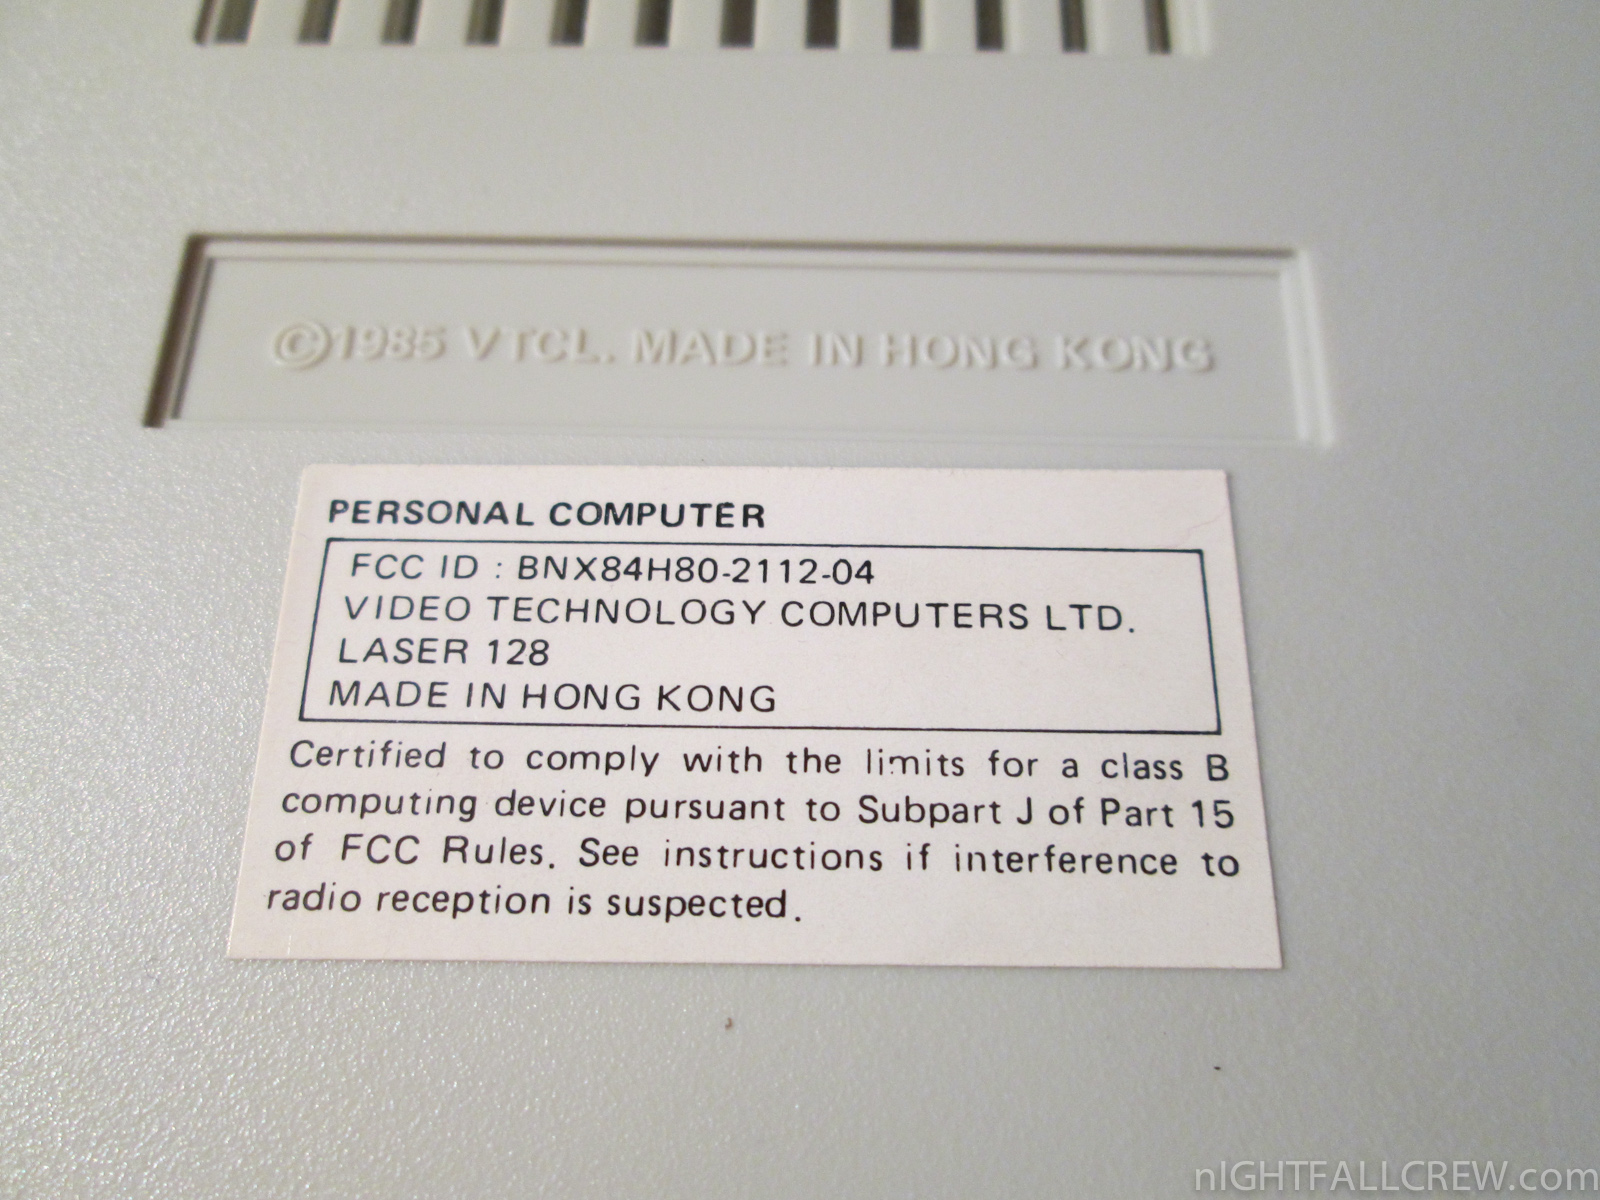 ©1985 VTCL. MADE IN HONG KONG
PERSONAL COMPUTER
FCC ID : BNX84H80-2112-04
VIDEO TECHNOLOGY COMPUTERS LTD.
LASER 128
MADE IN HONG KONG
Certified to comply with the limits for a class B
computing device pursuant to Subpart J of Part 15
of FCC Rules. See instructions if interference to
radio reception is suspected.
nIGHTFALLCREW.com